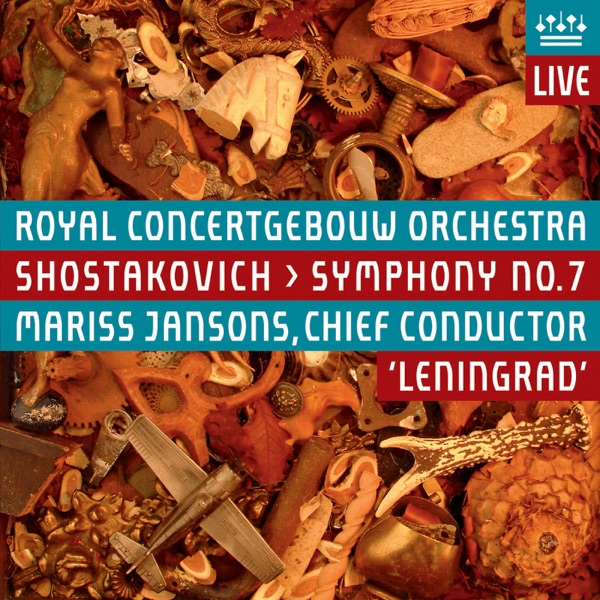 LIVE
ROYAL CONCERTGEBOUW ORCHESTRA
SHOSTAKOVICH > SYMPHONY NO.7
MARISS JANSONS, CHIEF CONDUCTOR
'LENINGRAD'